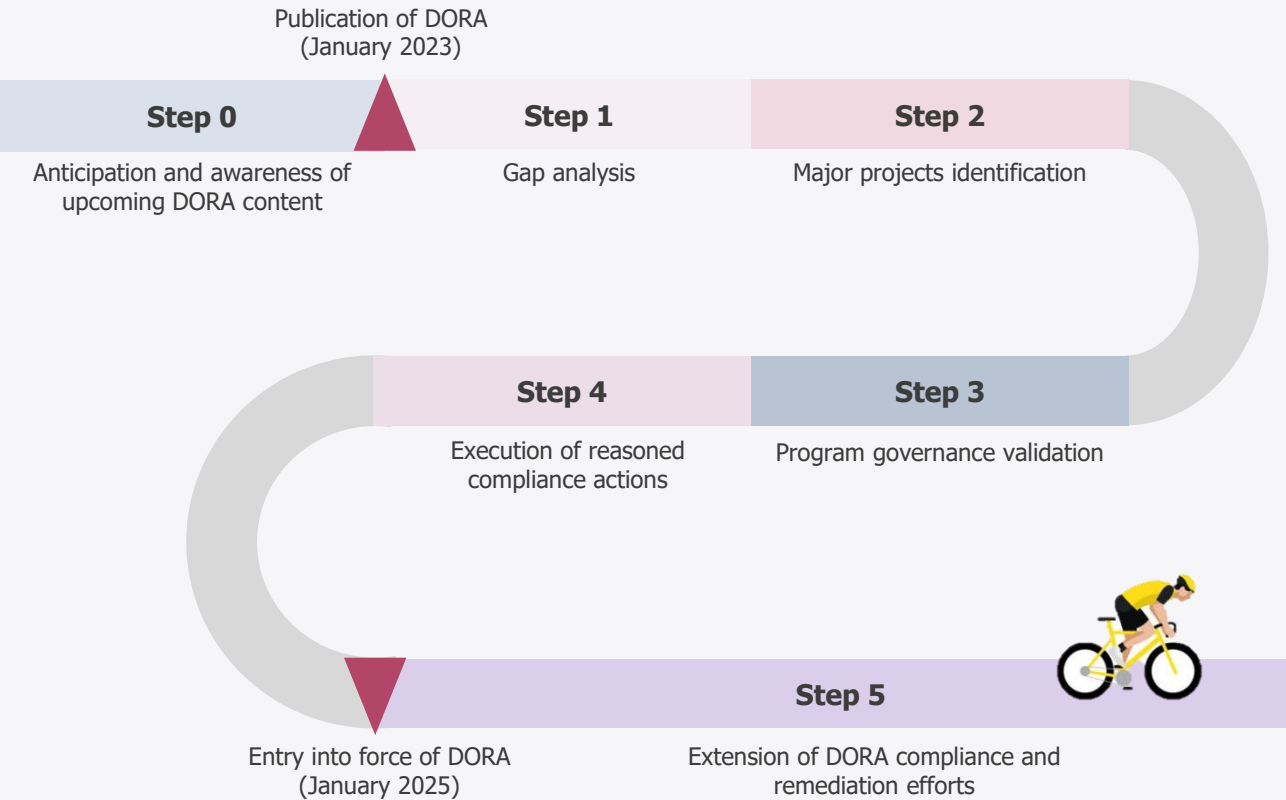 Publication of DORA
(January 2023)
Step 0
Anticipation and awareness of
upcoming DORA content
Step 1
Gap analysis
Step 2
Major projects identification
Step 3
Program governance validation
Step 4
Execution of reasoned
compliance actions
Entry into force of DORA
(January 2025)
Step 5
Extension of DORA compliance and
remediation efforts